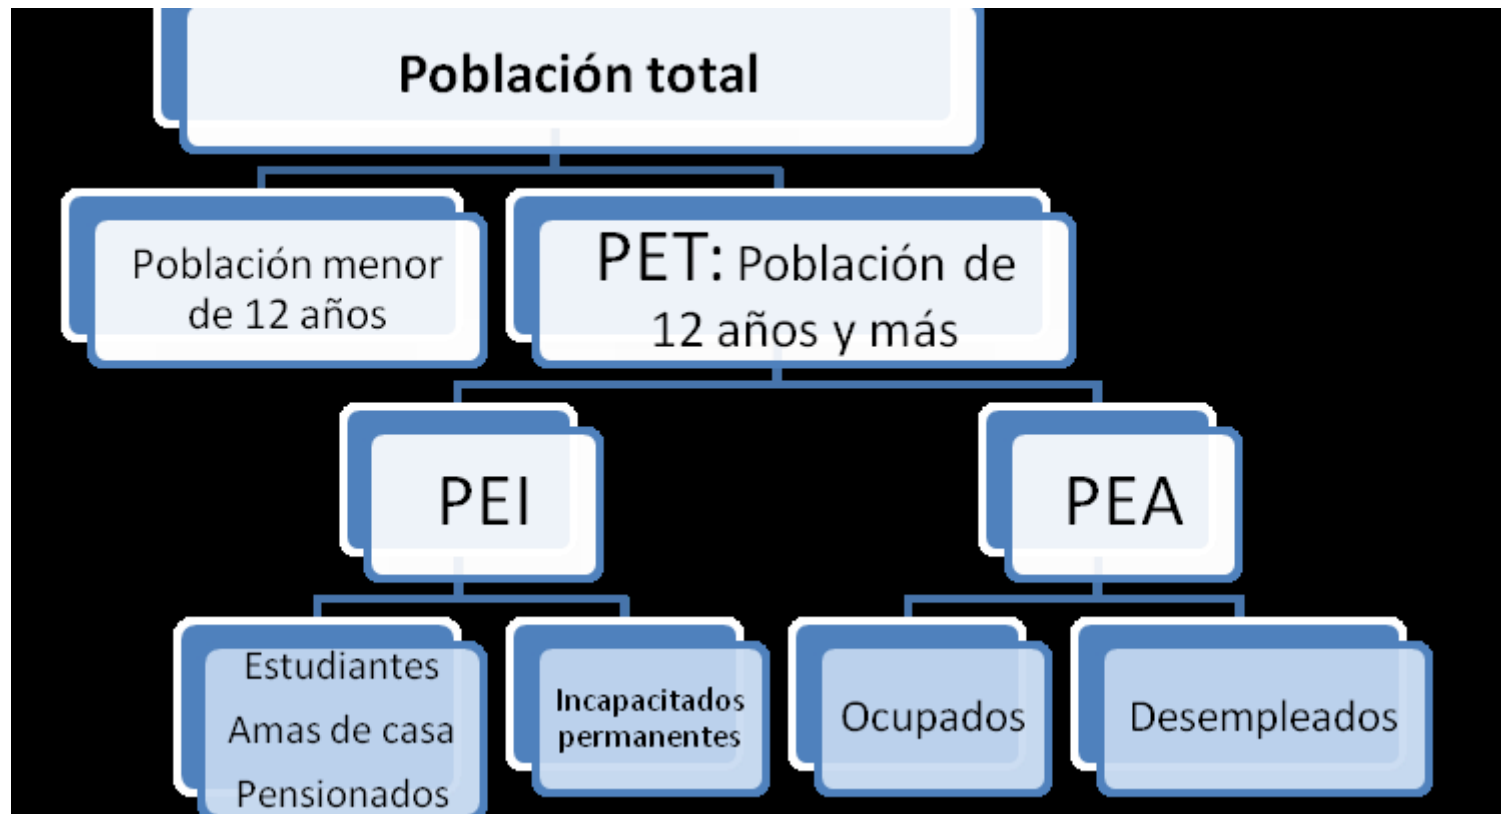 Población total
Población menor
de 12 años
PET: Población de
12 años y más
PEI
PEA
Estudiantes
Amas de casa
Pensionados
Incapacitados
permanentes
Ocupados
Desempleados